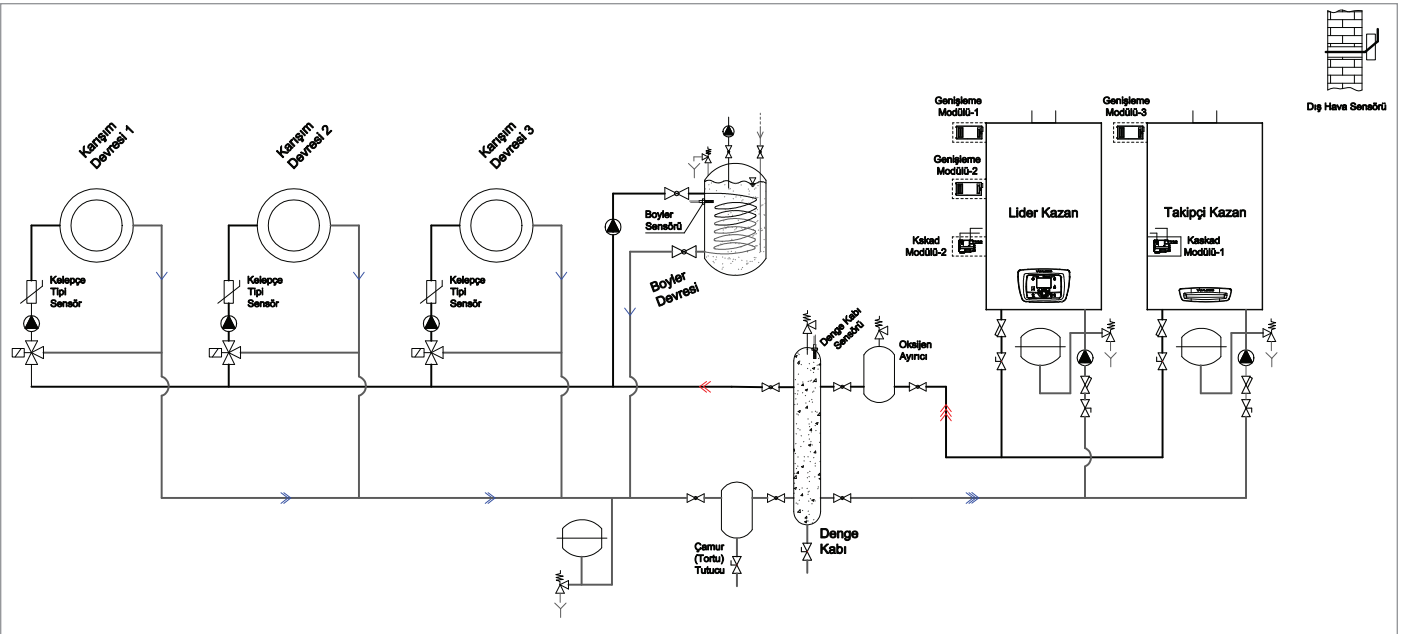 Dış Hava Sensörü
Genişleme
Modülü-1
Genişleme
Modülü-3
Karışım
Devresi 1
Karışım
Devresi 2
Karışım
Devresi 3
Genişleme
Modülü-2
Boyler
Sensörü
Lider Kazan
Takipçi Kazan
Kskad
Modülü-2
Kaskad
Modülü-1
Kelepçe
Tipi
Sensör
Kelepçe
Tipi
Sensör
Kelepçe
Tipi
Sensör
Boyler
Devresi
Denge Kabı
Sensörü
Oksijen
Ayırıcı
Denge
Kabı
Çamur
(Tortu)
Tutucu